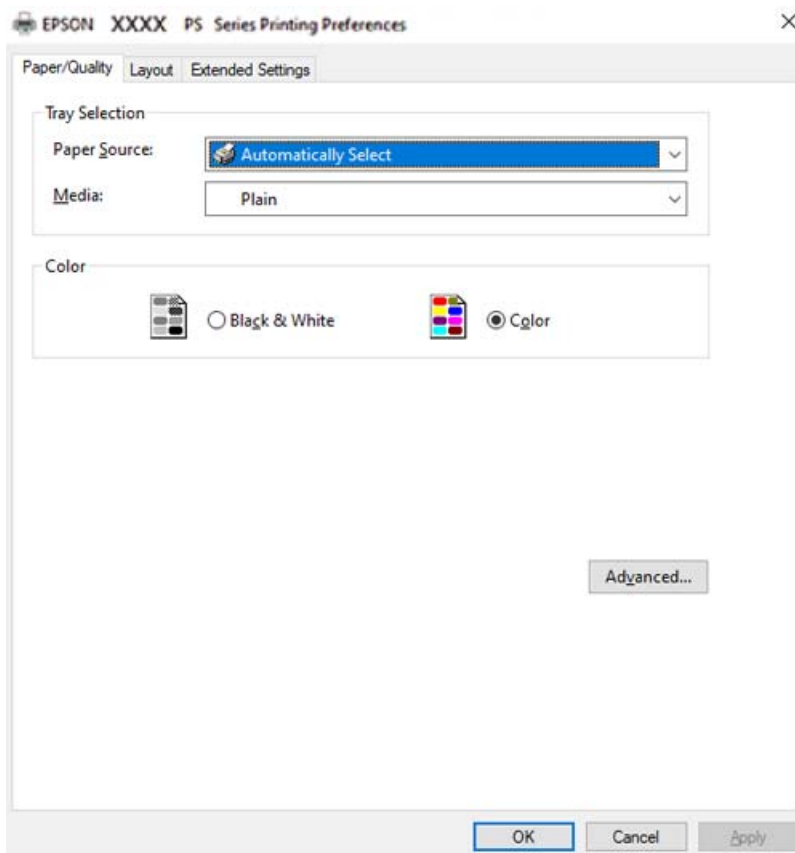 EPSON XXXX PS Series Printing Preferences
Paper/Quality Layout Extended Settings
Tray Selection
Paper Source: Automatically Select
Media: Plain
Color
Black & White Color
Advanced...
OK Cancel Apply